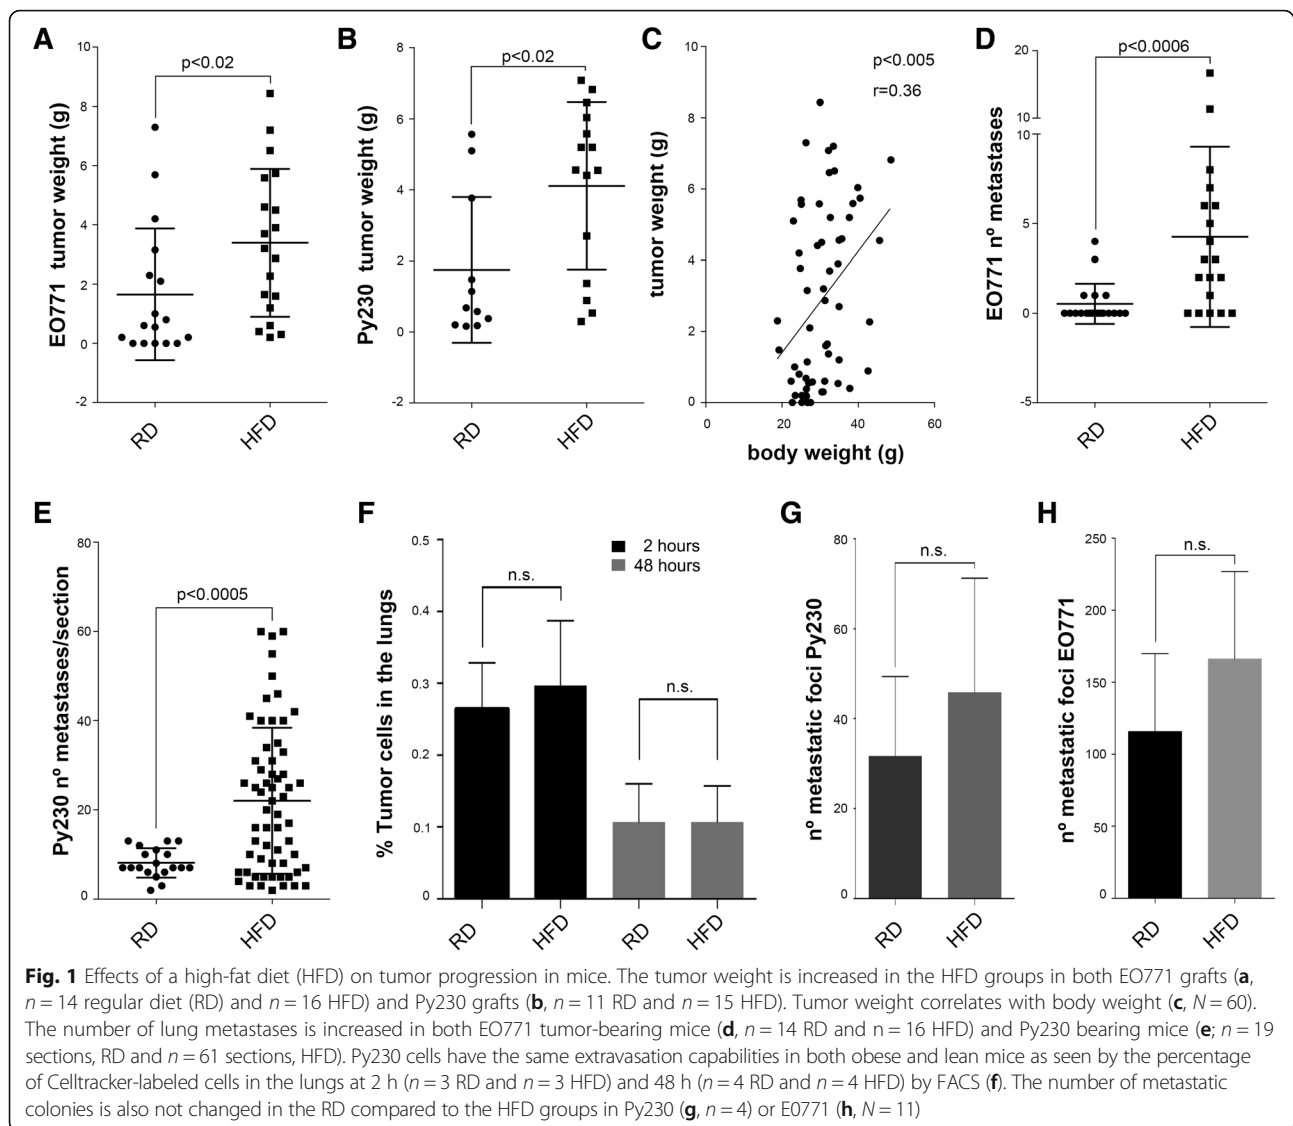 A
EO771 tumor weight (g)
10
8
6
4
2
0
-2
p<0.02
RD
HFD
B
Py230 tumor weight (g)
8
6
4
2
0
-2
p<0.02
RD
HFD
C
tumor weight (g)
10
8
6
4
2
0
p<0.005
r=0.36
0
20
40
60
body weight (g)
D
EO771 nº metastases
20
10
10
5
0
-5
p<0.0006
RD
HFD
E
Py230 nº metastases/section
80
60
40
20
0
p<0.0005
RD
HFD
F
% Tumor cells in the lungs
0.5
0.4
0.3
0.2
0.1
0
2 hours
48 hours
n.s.
n.s.
RD
HFD
RD
HFD
G
nº metastatic foci Py230
80
60
40
20
0
n.s.
RD
HFD
H
nº metastatic foci EO771
250
200
150
100
50
0
n.s.
RD
HFD
Fig. 1 Effects of a high-fat diet (HFD) on tumor progression in mice. The tumor weight is increased in the HFD groups in both EO771 grafts (a,
n = 14 regular diet (RD) and n = 16 HFD) and Py230 grafts (b, n = 11 RD and n = 15 HFD). Tumor weight correlates with body weight (c, N = 60).
The number of lung metastases is increased in both EO771 tumor-bearing mice (d, n = 14 RD and n = 16 HFD) and Py230 bearing mice (e; n = 19
sections, RD and n = 61 sections, HFD). Py230 cells have the same extravasation capabilities in both obese and lean mice as seen by the percentage
of Celltracker-labeled cells in the lungs at 2 h (n = 3 RD and n = 3 HFD) and 48 h (n = 4 RD and n = 4 HFD) by FACS (f). The number of metastatic
colonies is also not changed in the RD compared to the HFD groups in Py230 (g, n = 4) or E0771 (h, N = 11)